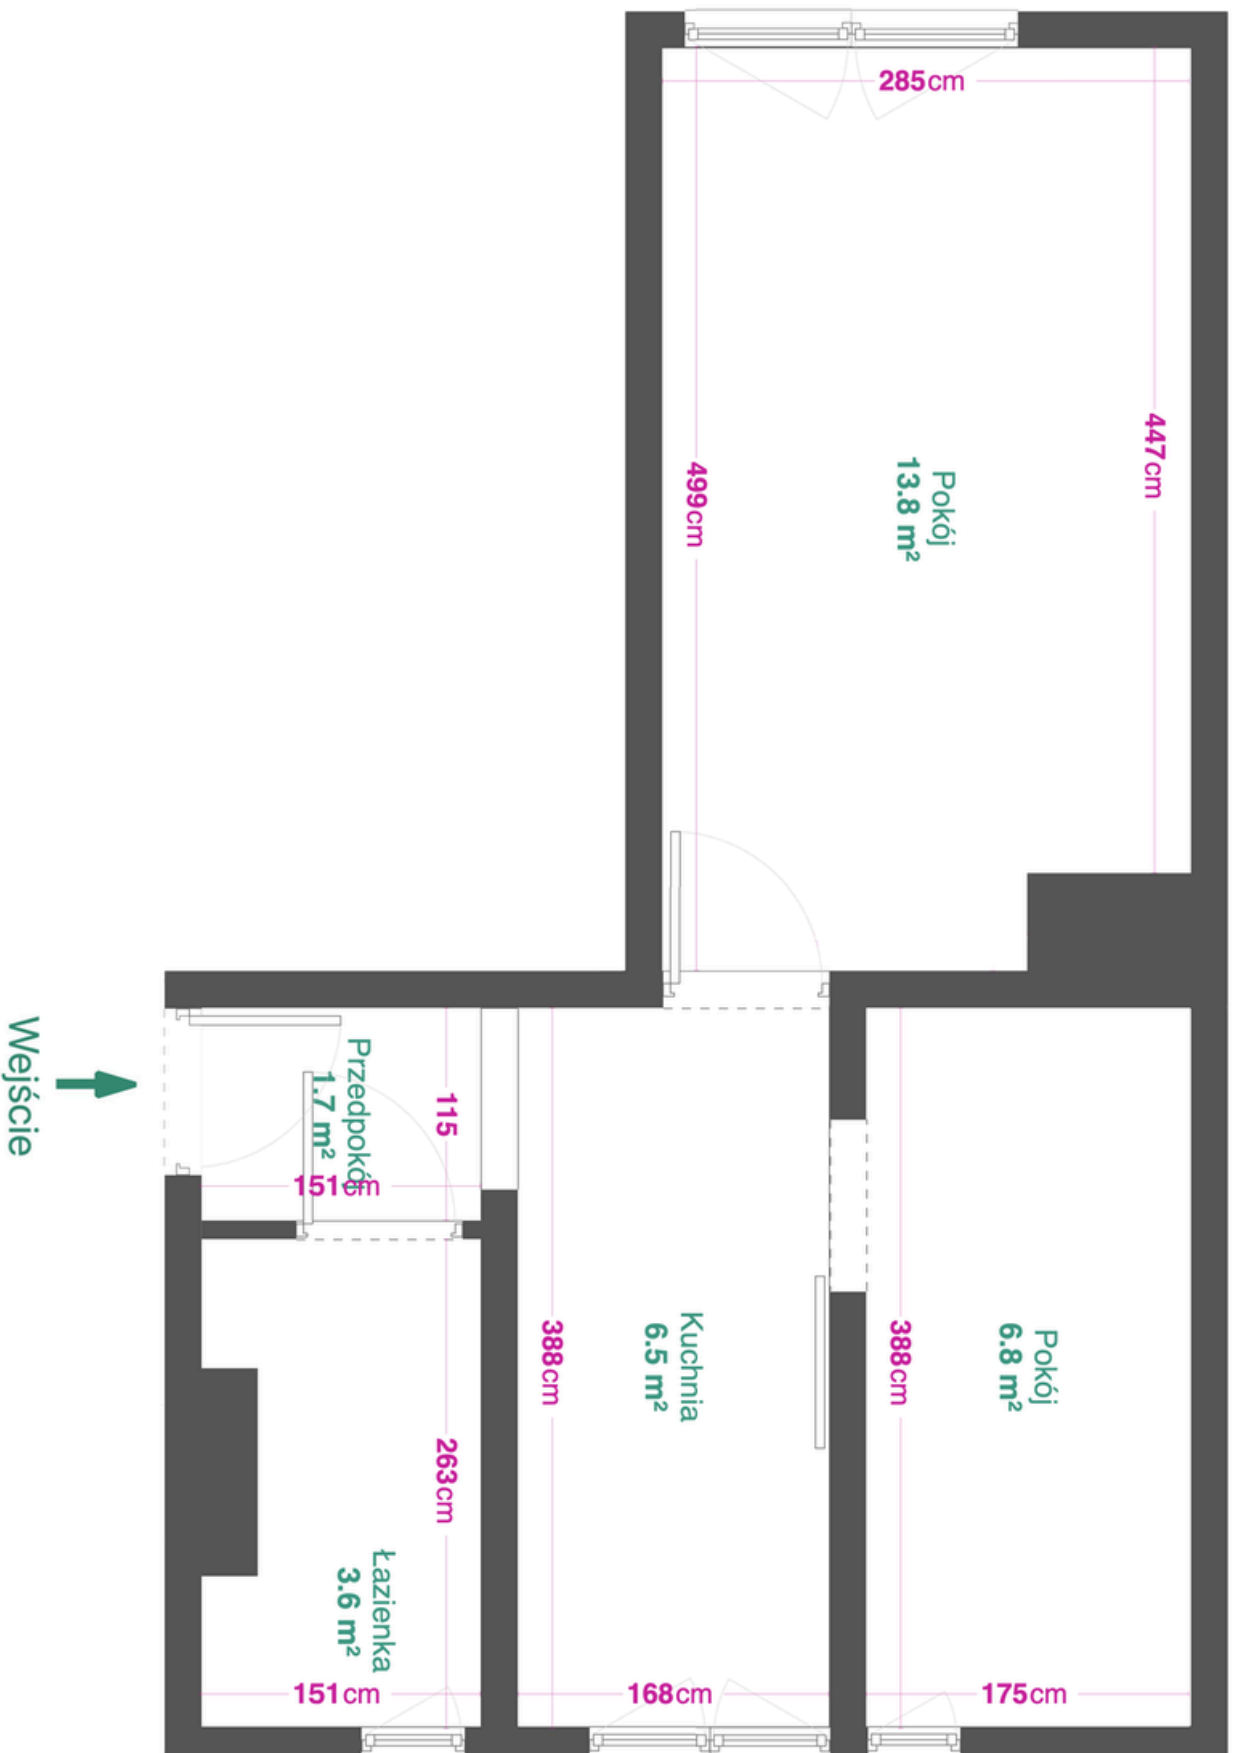 285cm
447cm
499cm
Pokój
13.8 m²
Wejście
Przedpokój
1.7 m²
115
151cm
388cm
Kuchnia
6.5 m²
388cm
Pokój
6.8 m²
263cm
Łazienka
3.6 m²
151cm
168cm
175cm